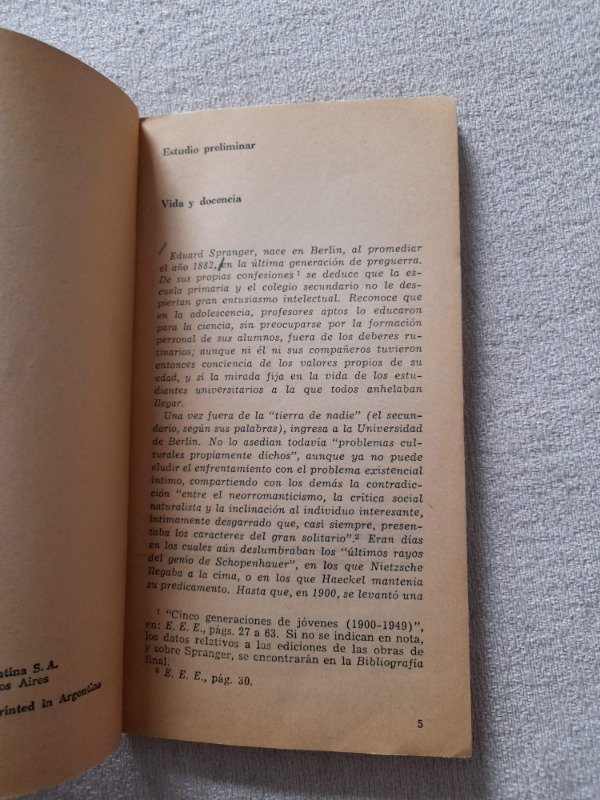 Estudio preliminar
Vida y docencia
Eduard Spranger, nace en Berlín, al promediar
el año 1882, en la última generación de preguerra.
De sus propias confesiones¹ se deduce que la es-
cuela primaria y el colegio secundario no le des-
piertan gran entusiasmo intelectual. Reconoce que
en la adolescencia, profesores aptos lo educaron
para la ciencia, sin preocuparse por la formación
personal de sus alumnos, fuera de los deberes ru-
tinarios; aunque ni él ni sus compañeros tuvieron
entonces conciencia de los valores propios de su
edad, y si la mirada fija en la vida de los estu-
diantes universitarios a la que todos anhelaban
llegar.
Una vez fuera de la "tierra de nadie" (el secun-
dario, según sus palabras), ingresa a la Universidad
de Berlín. No lo asedian todavía "problemas cul-
turales propiamente dichos", aunque ya no puede
eludir el enfrentamiento con el problema existencial
íntimo, compartiendo con los demás la contradic-
cción "entre el neorromanticismo, la crítica social
naturalista y la inclinación al individuo interesante,
íntimamente desgarrado que, casi siempre, presen-
taba los caracteres del gran solitario".² Eran días
en los cuales aún deslumbraban los "últimos rayos
del genio de Schopenhauer", en los que Nietzsche
llegaba a la cima, o en los que Haeckel mantenía
su predicamento. Hasta que, en 1900, se levantó una
¹ "Cinco generaciones de jóvenes (1900-1949)",
en: E. E. E., págs. 27 a 63. Si no se indican en nota,
los datos relativos a las ediciones de las obras de
y sobre Spranger, se encontrarán en la Bibliografía
final.
² E. E. E., pág. 30.
5
ntina S. A.
os Aires
rinted in Argentina